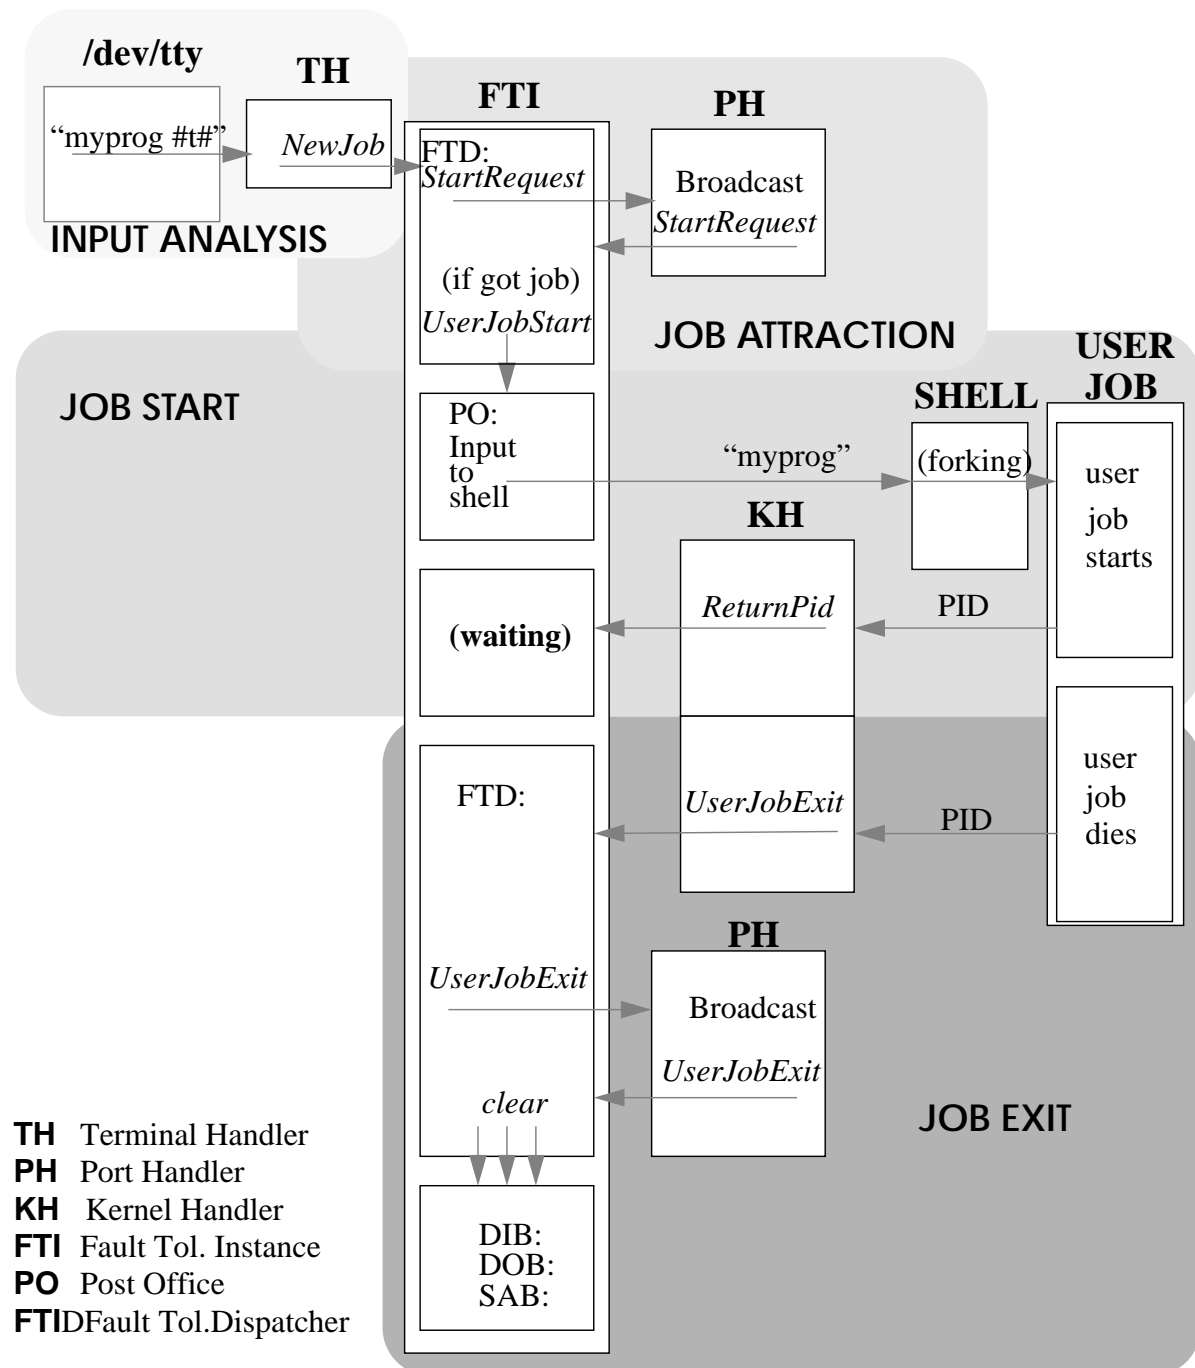 /dev/tty
TH
FTI
PH
“myprog #t#”
NewJob
FTD:
StartRequest
Broadcast
StartRequest
INPUT ANALYSIS
(if got job)
UserJobStart
JOB ATTRACTION
USER
JOB
SHELL
JOB START
PO:
Input
to
shell
“myprog”
(forking)
user
job
starts
KH
(waiting)
ReturnPid
PID
FTD:
UserJobExit
PID
user
job
dies
PH
UserJobExit
Broadcast
UserJobExit
clear
JOB EXIT
DIB:
DOB:
SAB:
TH Terminal Handler
PH Port Handler
KH Kernel Handler
FTI Fault Tol. Instance
PO Post Office
FTIDFault Tol.Dispatcher